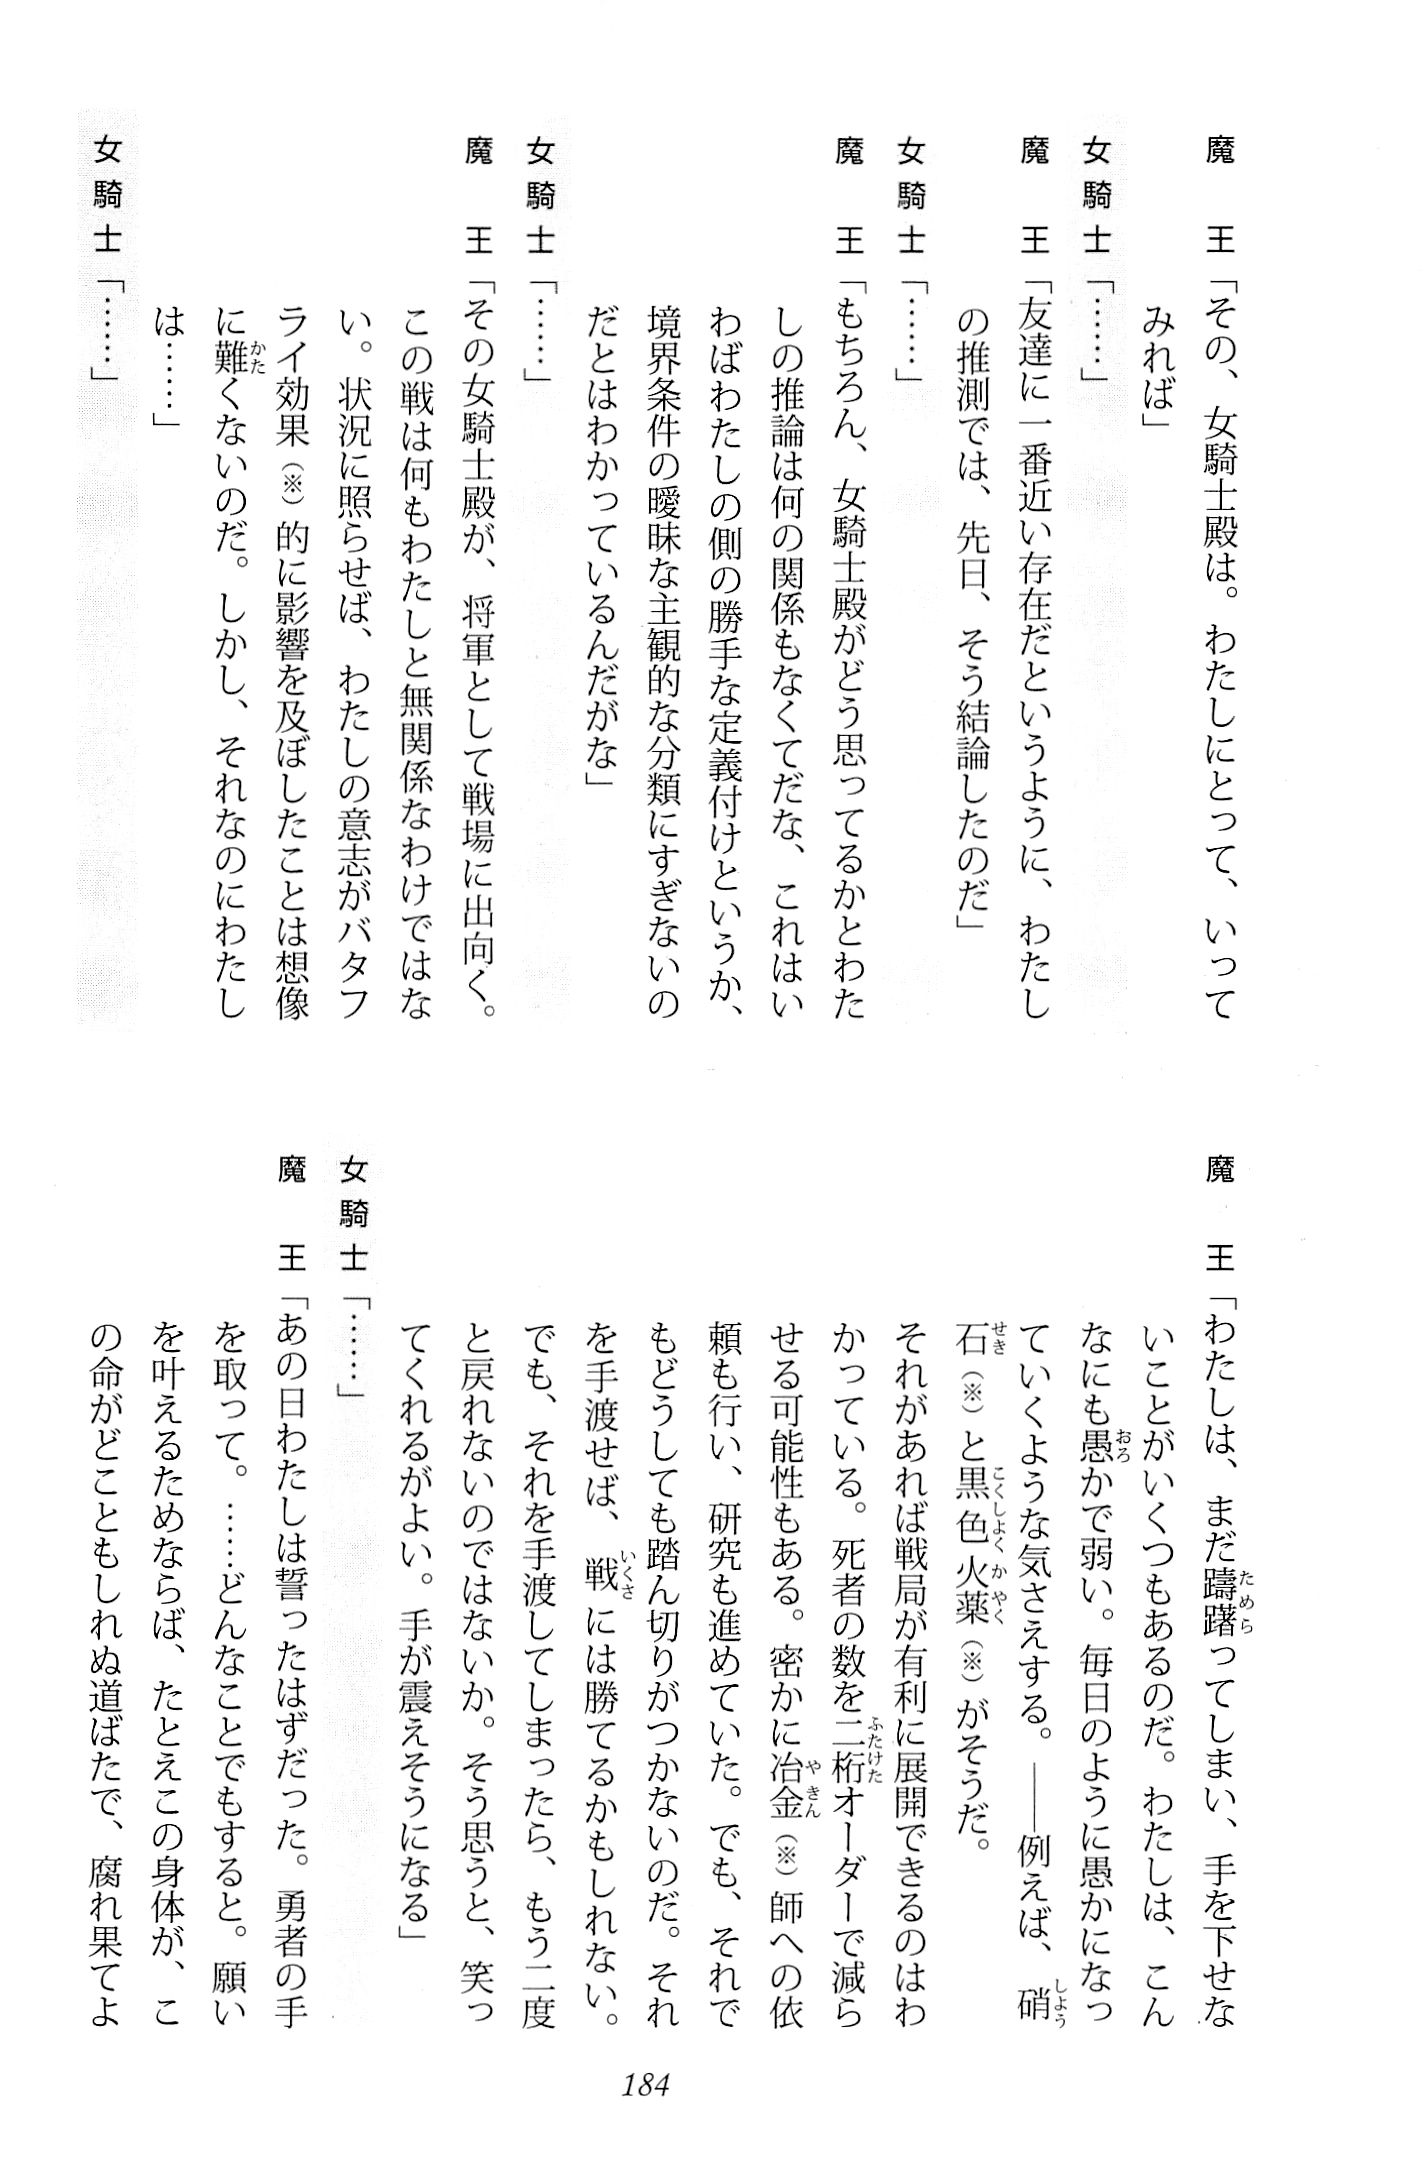 魔　王「その、女騎士殿は。わたしにとって、いって
みれば」
女騎士「……」
魔　王「友達に一番近い存在だというように、わたし
の推測では、先日、そう結論したのだ」
女騎士「……」
魔　王「もちろん、女騎士殿がどう思ってるかとわた
しの推論は何の関係もなくてだな、これはい
わばわたしの側の勝手な定義付けというか、
境界条件の曖昧な主観的な分類にすぎないの
だとはわかっているんだがな」
女騎士「……」
魔　王「その女騎士殿が、将軍として戦場に出向く。
この戦は何もわたしと無関係なわけではな
い。状況に照らせば、わたしの意志がバタフ
ライ効果（※）的に影響を及ぼしたことは想像
に難くないのだ。しかし、それなのにわたし
は……」
女騎士「……」
魔　王「わたしは、まだ躊躇ってしまい、手を下せな
いことがいくつもあるのだ。わたしは、こん
なにも愚かで弱い。毎日のように愚かになっ
ていくような気さえする。――例えば、硝
石（※）と黒色火薬（※）がそうだ。
それがあれば戦局が有利に展開できるのはわ
かっている。死者の数を二桁オーダーで減ら
せる可能性もある。密かに冶金（※）師への依
頼も行い、研究も進めていた。でも、それで
もどうしても踏ん切りがつかないのだ。それ
を手渡せば、戦には勝てるかもしれない。
でも、それを手渡してしまったら、もう二度
と戻れないのではないか。そう思うと、笑っ
てくれるがよい。手が震えそうになる」
女騎士「……」
魔　王「あの日わたしは誓ったはずだった。勇者の手
を取って。……どんなことでもすると。願い
を叶えるためならば、たとえこの身体が、こ
の命がどこともしれぬ道ばたで、腐れ果てよ
184